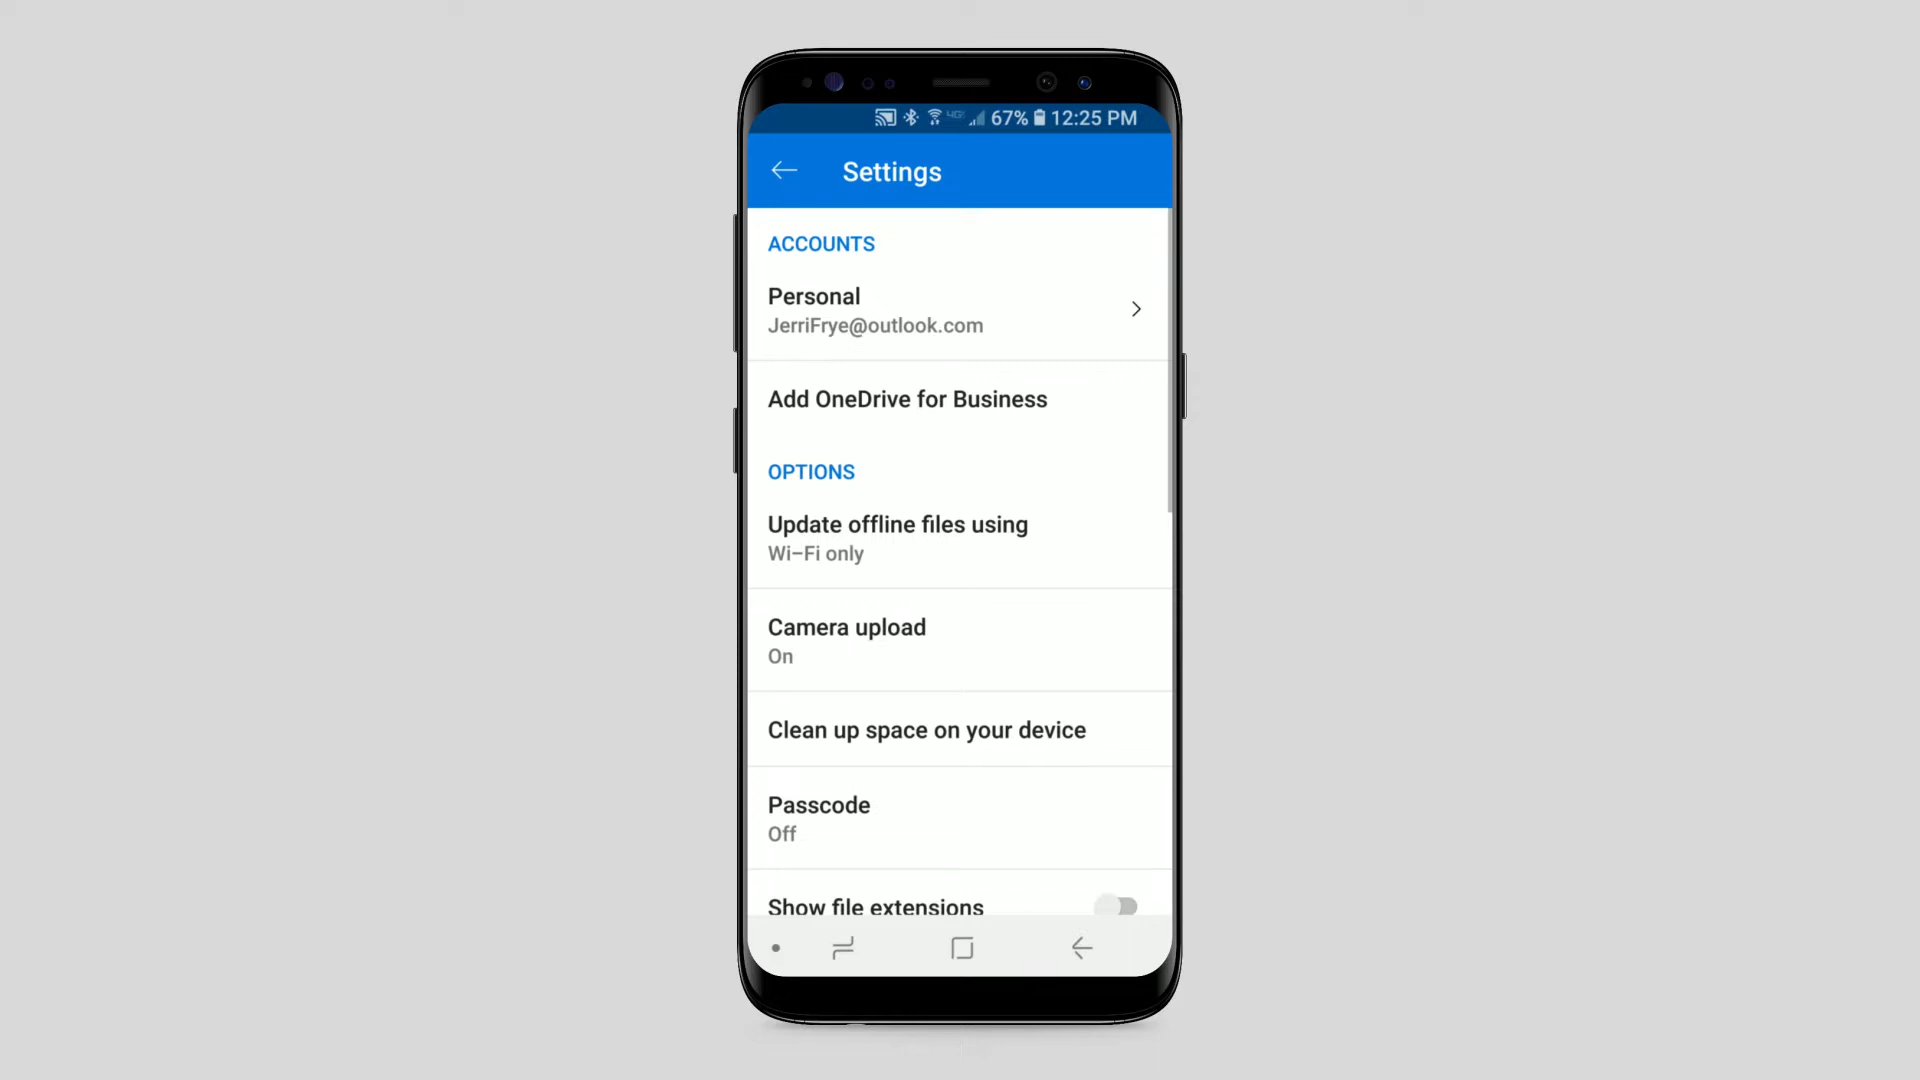 67% 12:25 PM
Settings
ACCOUNTS
Personal
JerriFrye@outlook.com
Add OneDrive for Business
OPTIONS
Update offline files using
Wi-Fi only
Camera upload
On
Clean up space on your device
Passcode
Off
Show file extensions